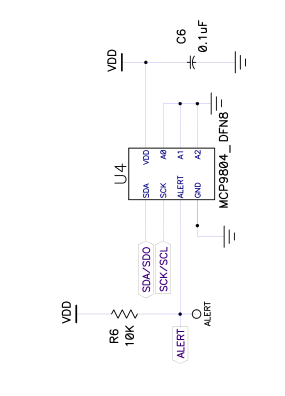 VDD
C6
0.1uF
U4
VDD
A0
A1
A2
SDA
SCK
ALERT
GND
MCP9804_DFN8
SDA/SDO
SCK/SCL
VDD
R6
10K
ALERT
ALERT